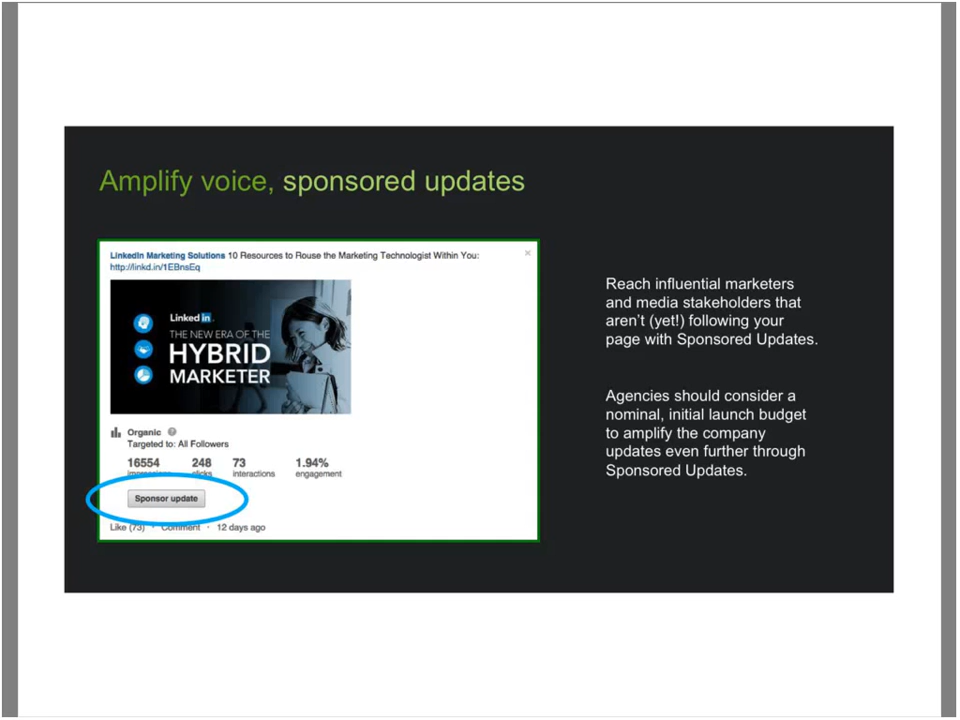 Amplify voice, sponsored updates
LinkedIn Marketing Solutions 10 Resources to Rouse the Marketing Technologist Within You:
http://linkd.in/1EBnsEq
Linked in
THE NEW ERA OF THE
HYBRID
MARKETER
Organic
Targeted to: All Followers
16554 248 73 1.94%
impressions clicks interactions engagement
Sponsor update
Like (73) · Comment · 12 days ago
Reach influential marketers
and media stakeholders that
aren't (yet!) following your
page with Sponsored Updates.
Agencies should consider a
nominal, initial launch budget
to amplify the company
updates even further through
Sponsored Updates.